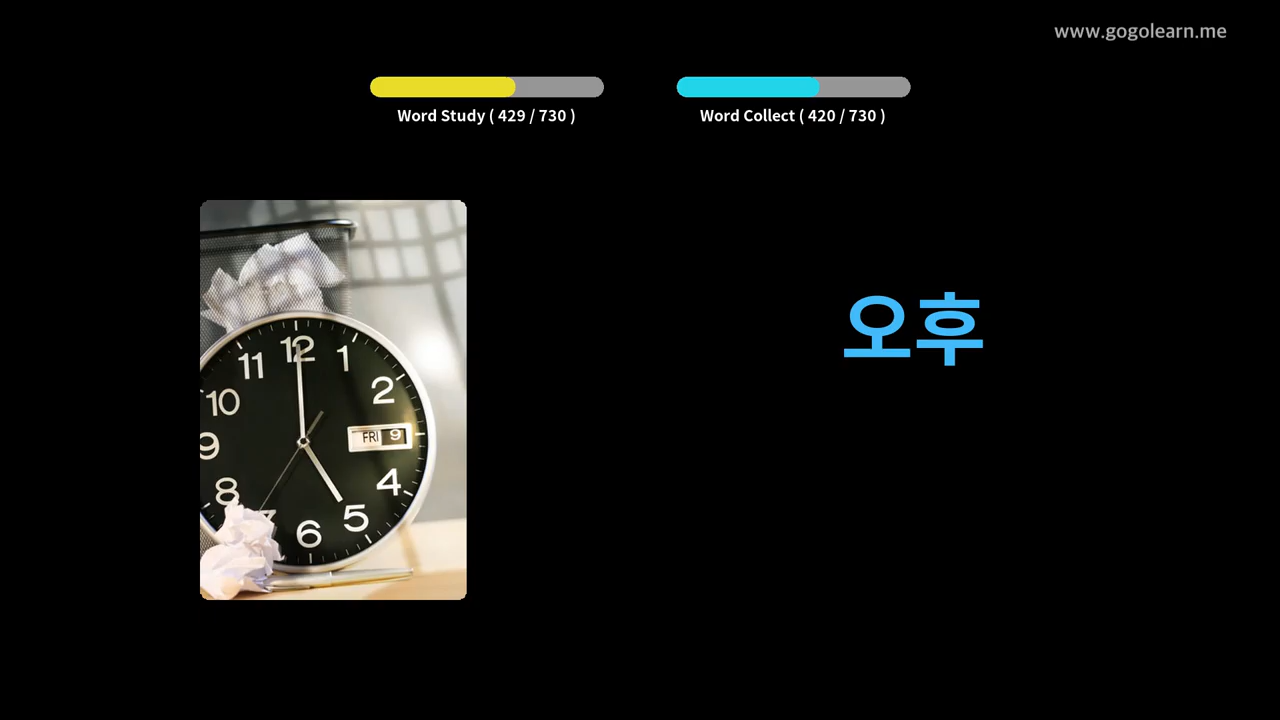 www.gogolearn.me
Word Study ( 429 / 730 )
Word Collect ( 420 / 730 )
오후
12
1
2
FRI 9
4
5
6
7
8
9
10
11